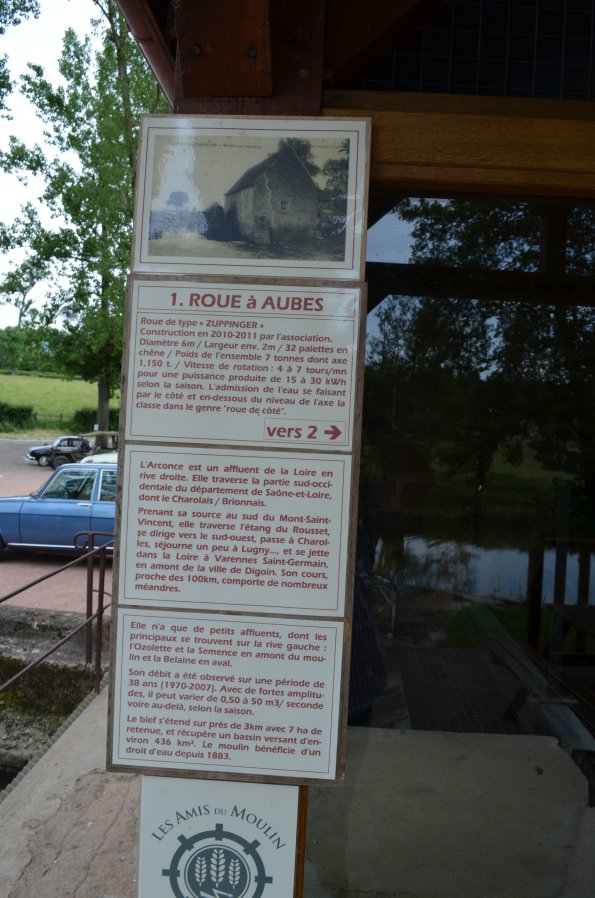 1. ROUE à AUBES
Roue de type « ZUPPINGER »
Construction en 2010-2011 par l'association.
Diamètre 6m / Largeur env. 2m / 32 palettes en
chêne / Poids de l'ensemble 7 tonnes dont axe
1,150 t. / Vitesse de rotation : 4 à 7 tours/mn
pour une puissance produite de 15 à 30 kWh
selon la saison. L'admission de l'eau se faisant
par le côté et en-dessous du niveau de l'axe la
classe dans le genre "roue de côté".
vers 2 →
L'Arconce est un affluent de la Loire en
rive droite. Elle traverse la partie sud-occi-
dentale du département de Saône-et-Loire,
dont le Charolais / Brionnais.
Prenant sa source au sud du Mont-Saint-
Vincent, elle traverse l'étang du Rousset,
se dirige vers le sud-ouest, passe à Charol-
les, séjourne un peu à Lugny..., et se jette
dans la Loire à Varennes Saint-Germain,
en amont de la ville de Digoin. Son cours,
proche des 100km, comporte de nombreux
méandres.
Elle n'a que de petits affluents, dont les
principaux se trouvent sur la rive gauche :
l'Ozolette et la Semence en amont du mou-
lin et la Belaine en aval.
Son débit a été observé sur une période de
38 ans (1970-2007). Avec de fortes amplitu-
des, il peut varier de 0,50 à 50 m3/ seconde
voire au-delà, selon la saison.
Le bief s'étend sur près de 3km avec 7 ha de
retenue, et récupère un bassin versant d'en-
viron 436 km². Le moulin bénéficie d'un
droit d'eau depuis 1883.
LES AMIS DU MOULIN